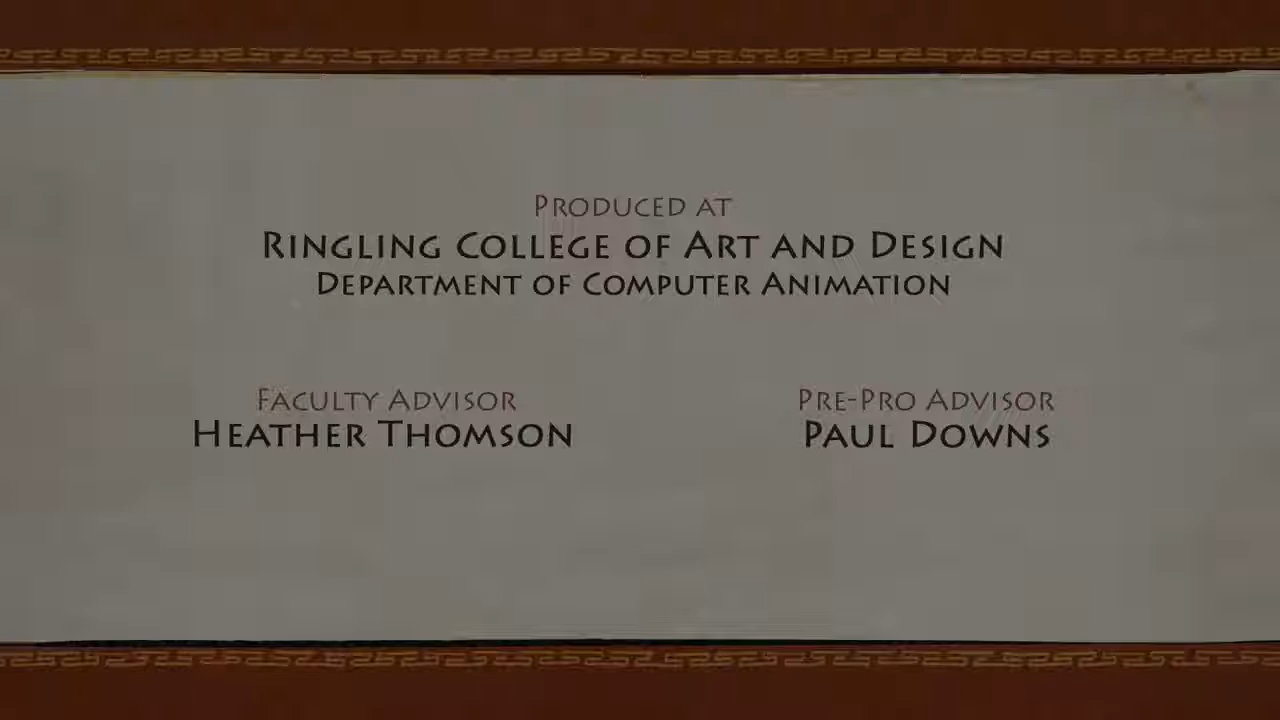 Produced at
Ringling College of Art and Design
Department of Computer Animation
Faculty Advisor
Heather Thomson
Pre-Pro Advisor
Paul Downs